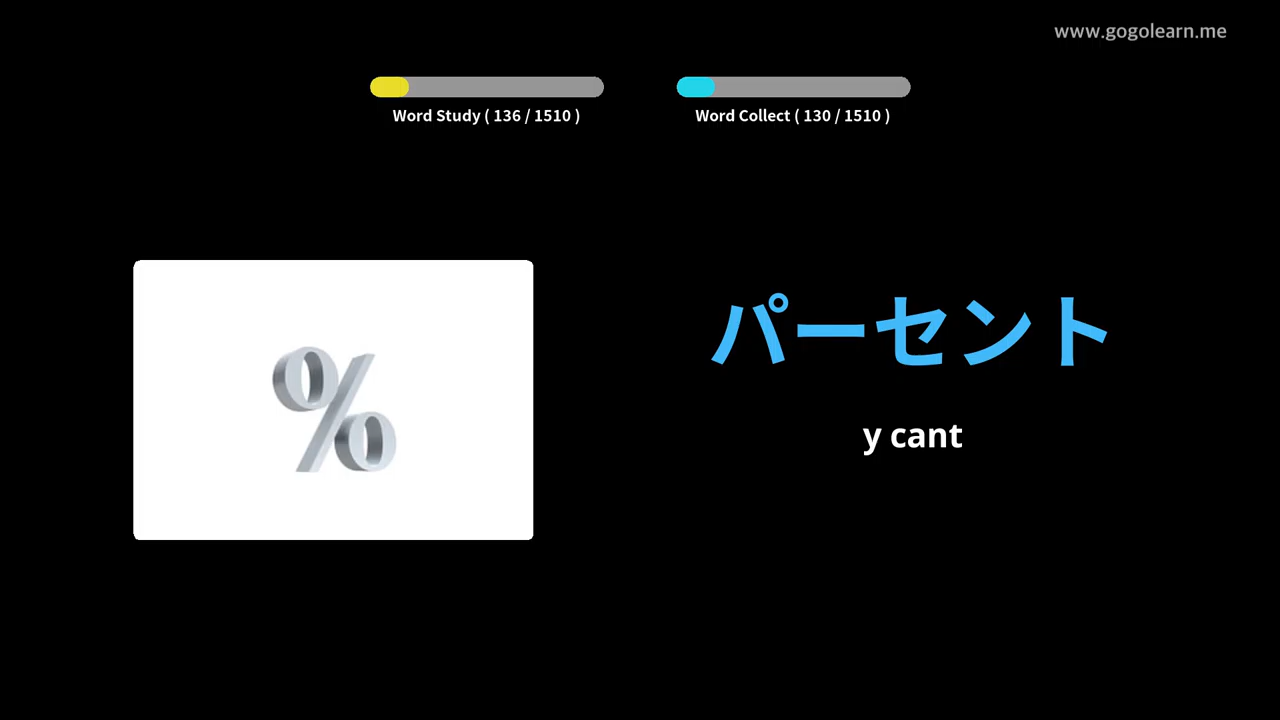 www.gogolearn.me
Word Study ( 136 / 1510 )
Word Collect ( 130 / 1510 )
%
パーセント
y cant